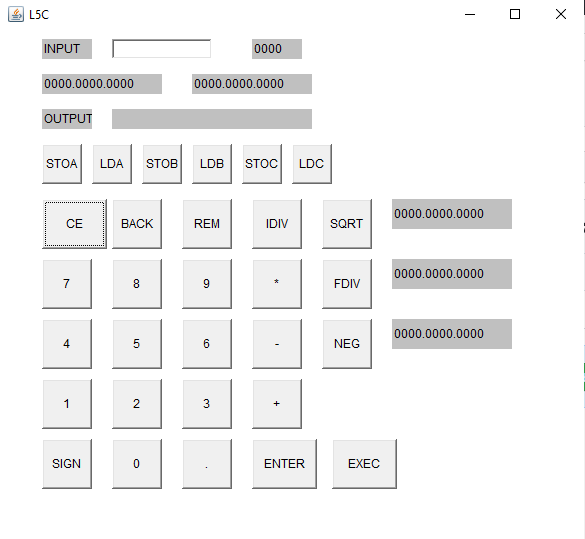 L5C
INPUT 0000
0000.0000.0000 0000.0000.0000
OUTPUT
STOA LDA STOB LDB STOC LDC
CE BACK REM IDIV SQRT 0000.0000.0000
7 8 9 * FDIV 0000.0000.0000
4 5 6 - NEG 0000.0000.0000
1 2 3 +
SIGN 0 . ENTER EXEC